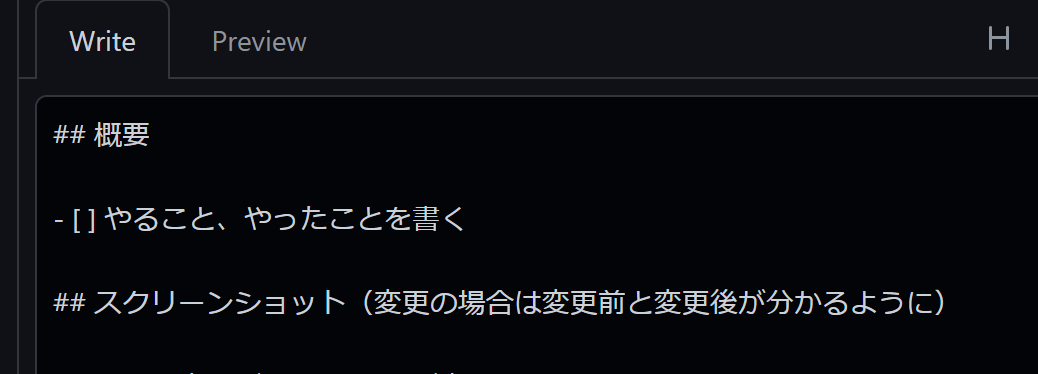 Write Preview H
## 概要
- [ ] やること、やったことを書く
## スクリーンショット（変更の場合は変更前と変更後が分かるように）